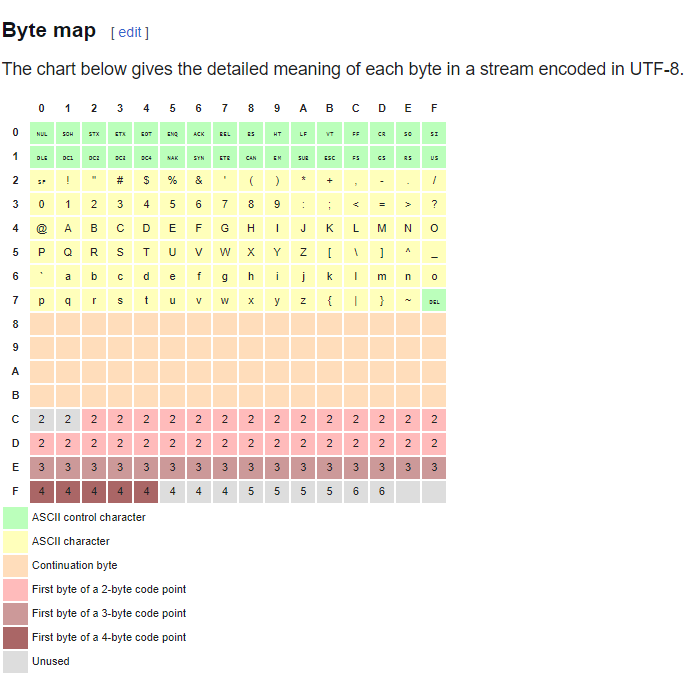 Byte map [ edit ]
The chart below gives the detailed meaning of each byte in a stream encoded in UTF-8.
0 1 2 3 4 5 6 7 8 9 A B C D E F
0 NUL SOH STX ETX EOT ENQ ACK BEL BS HT LF VT FF CR SO SI
1 DLE DC1 DC2 DC3 DC4 NAK SYN ETB CAN EM SUB ESC FS GS RS US
2 SP ! " # $ % & ' ( ) * + , - . /
3 0 1 2 3 4 5 6 7 8 9 : ; < = > ?
4 @ A B C D E F G H I J K L M N O
5 P Q R S T U V W X Y Z [ \ ] ^ _
6 ` a b c d e f g h i j k l m n o
7 p q r s t u v w x y z { | } ~ DEL
8
9
A
B
C 2 2 2 2 2 2 2 2 2 2 2 2 2 2 2 2
D 2 2 2 2 2 2 2 2 2 2 2 2 2 2 2 2
E 3 3 3 3 3 3 3 3 3 3 3 3 3 3 3 3
F 4 4 4 4 4 4 4 4 5 5 5 5 6 6
ASCII control character
ASCII character
Continuation byte
First byte of a 2-byte code point
First byte of a 3-byte code point
First byte of a 4-byte code point
Unused